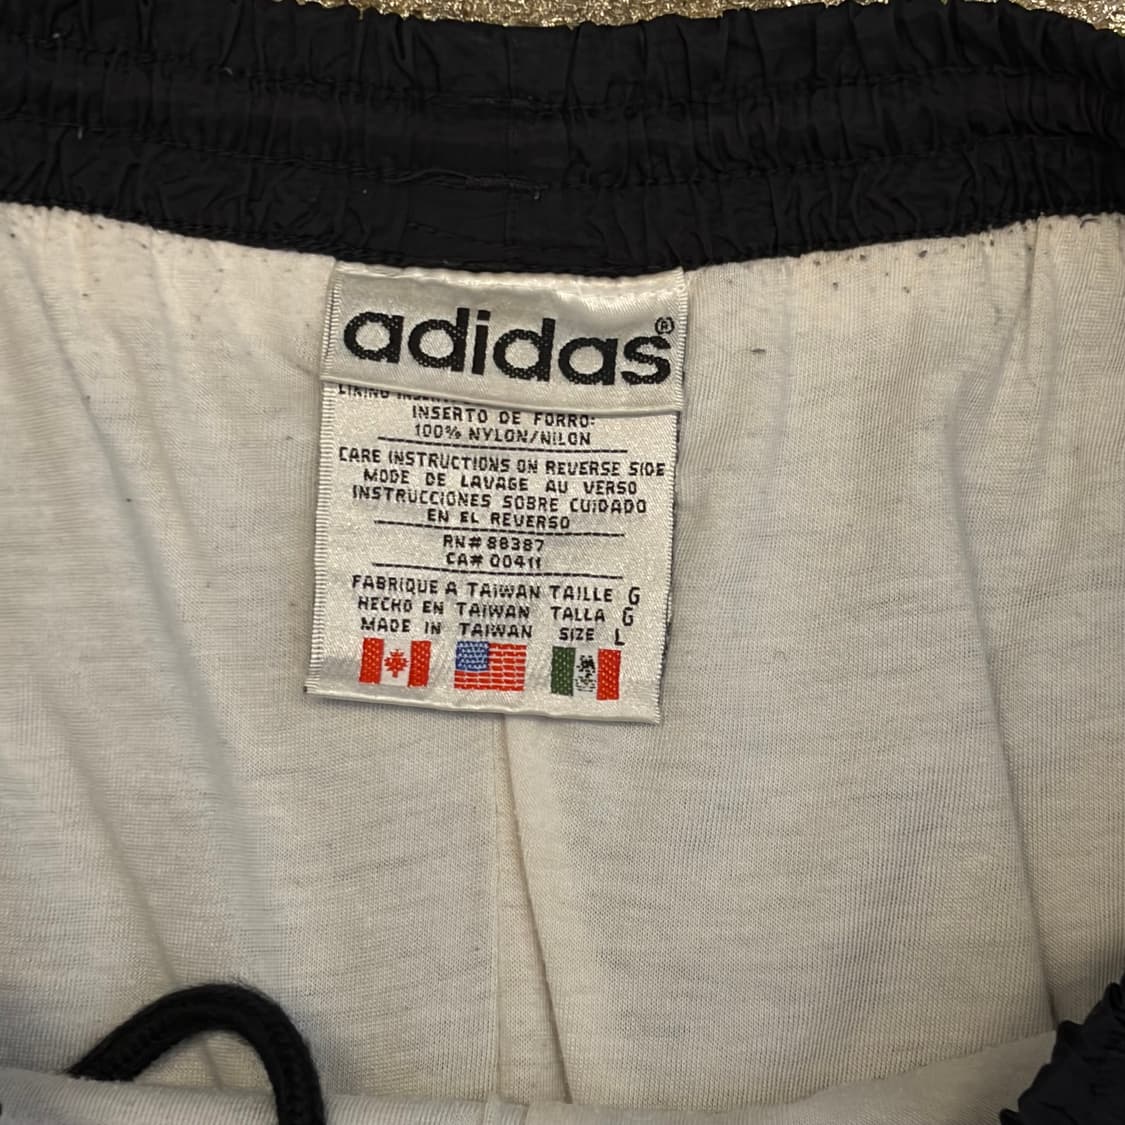 adidas®
LINING
INSERTO DE FORRO:
100% NYLON/NILON
CARE INSTRUCTIONS ON REVERSE SIDE
MODE DE LAVAGE AU VERSO
INSTRUCCIONES SOBRE CUIDADO
EN EL REVERSO
RN# 88387
CA# 00411
FABRIQUE A TAIWAN TAILLE G
HECHO EN TAIWAN TALLA G
MADE IN TAIWAN SIZE L